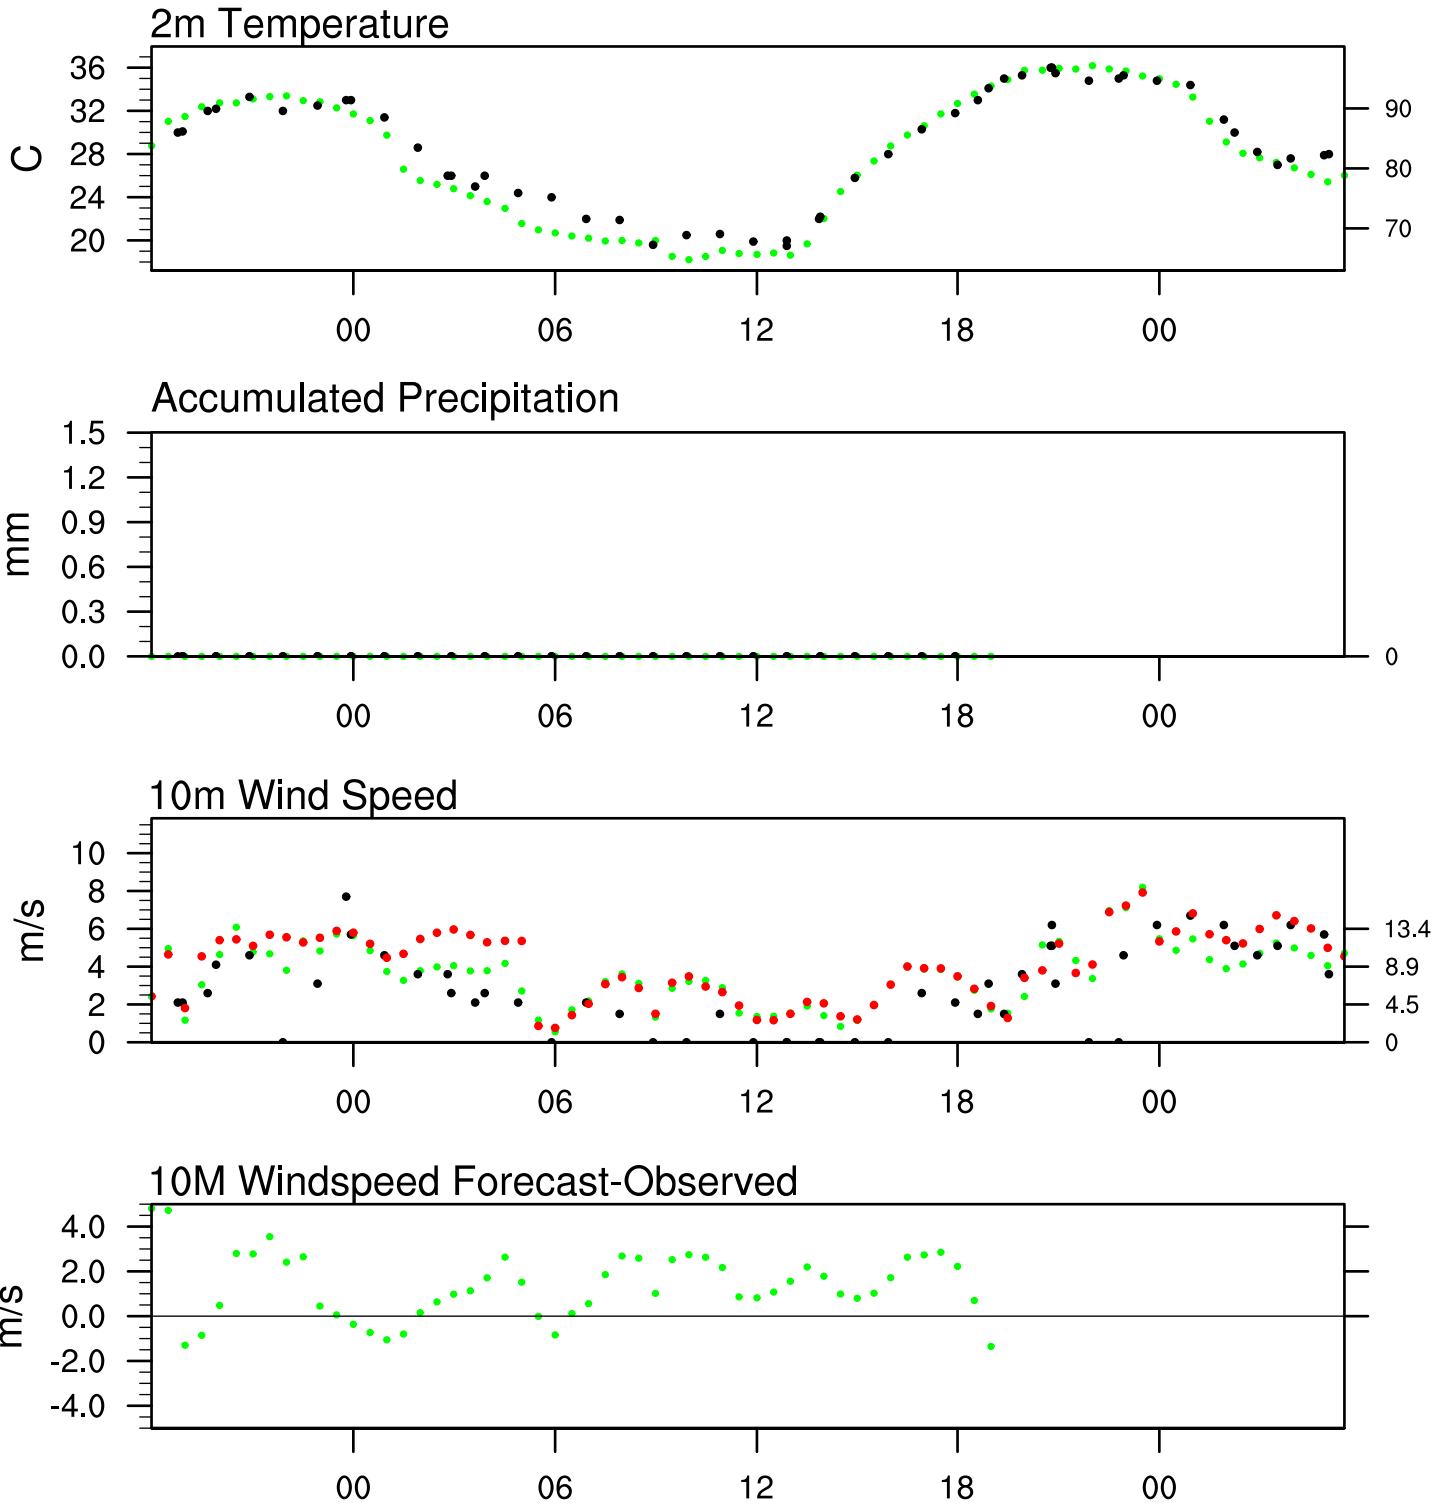 2m Temperature
C
36
32
28
24
20
90
80
70
00 06 12 18 00
Accumulated Precipitation
mm
1.5
1.2
0.9
0.6
0.3
0.0
0
00 06 12 18 00
10m Wind Speed
m/s
10
8
6
4
2
0
13.4
8.9
4.5
0
00 06 12 18 00
10M Windspeed Forecast-Observed
m/s
4.0
2.0
0.0
-2.0
-4.0
00 06 12 18 00